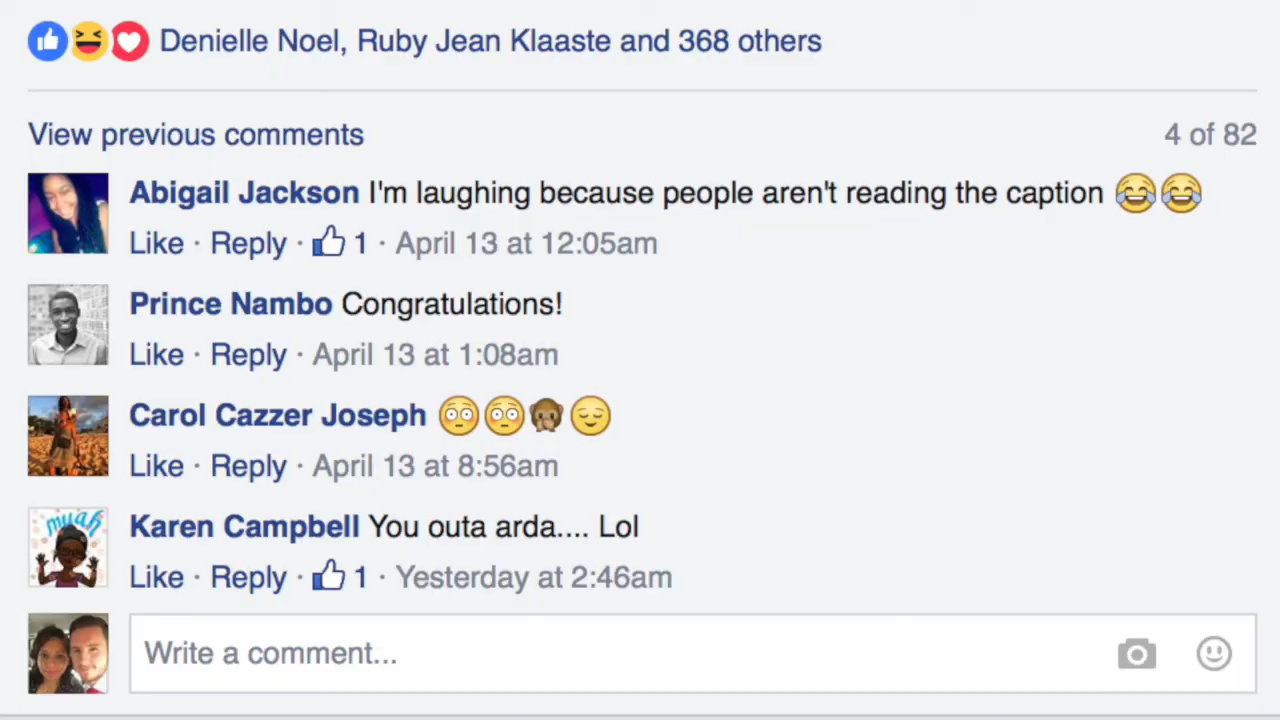 Denielle Noel, Ruby Jean Klaaste and 368 others
View previous comments 4 of 82
Abigail Jackson I'm laughing because people aren't reading the caption 😂😂
Like · Reply · 1 · April 13 at 12:05am
Prince Nambo Congratulations!
Like · Reply · April 13 at 1:08am
Carol Cazzer Joseph 😳😳🙊😌
Like · Reply · April 13 at 8:56am
muah
Karen Campbell You outa arda.... Lol
Like · Reply · 1 · Yesterday at 2:46am
Write a comment...